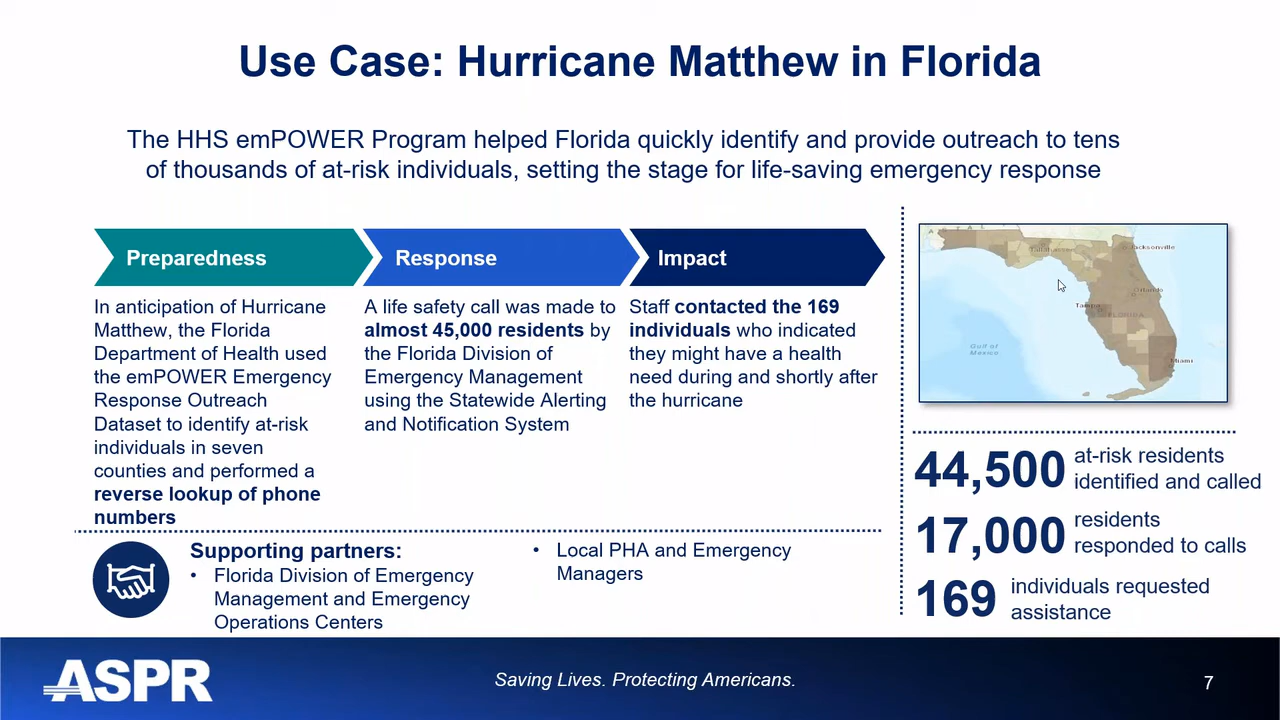 Use Case: Hurricane Matthew in Florida
The HHS emPOWER Program helped Florida quickly identify and provide outreach to tens
of thousands of at-risk individuals, setting the stage for life-saving emergency response
Preparedness
In anticipation of Hurricane
Matthew, the Florida
Department of Health used
the emPOWER Emergency
Response Outreach
Dataset to identify at-risk
individuals in seven
counties and performed a
reverse lookup of phone
numbers
Response
A life safety call was made to
almost 45,000 residents by
the Florida Division of
Emergency Management
using the Statewide Alerting
and Notification System
Impact
Staff contacted the 169
individuals who indicated
they might have a health
need during and shortly after
the hurricane
Supporting partners:
• Florida Division of Emergency
Management and Emergency
Operations Centers
• Local PHA and Emergency
Managers
Tallahassee
Jacksonville
Orlando
Tampa
FLORIDA
Gulf of
Mexico
Miami
44,500 at-risk residents
identified and called
17,000 residents
responded to calls
169 individuals requested
assistance
ASPR
Saving Lives. Protecting Americans.
7